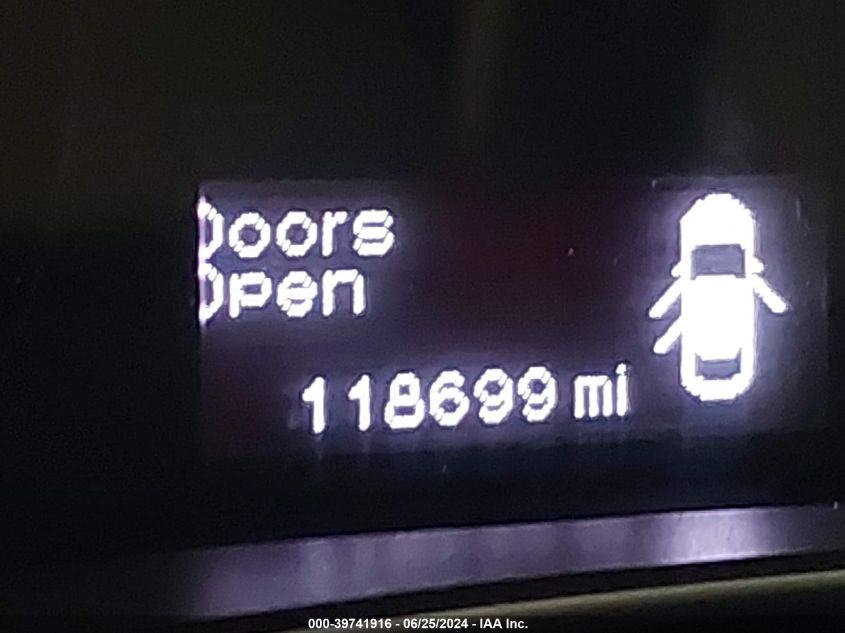 Doors
Open
118699 mi
000-39741916 - 06/25/2024 - IAA Inc.